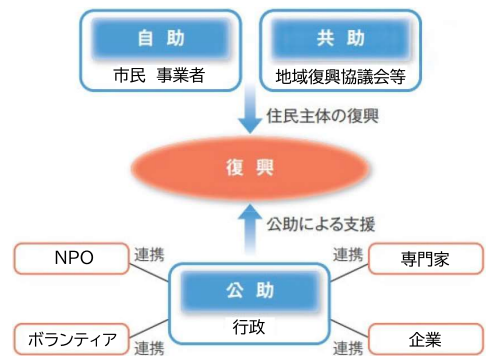 自助
共助
市民 事業者
地域復興協議会等
住民主体の復興
復興
公助による支援
NPO
連携
連携
専門家
公助
行政
ボランティア
連携
連携
企業